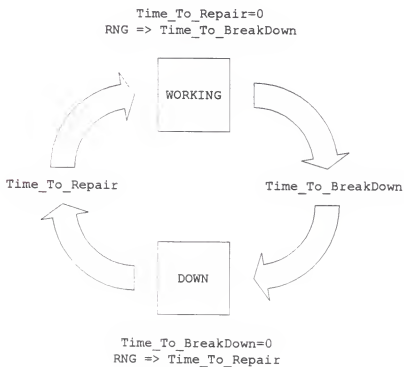 Time_To_Repair=0
RNG => Time_To_BreakDown
WORKING
Time_To_Repair
Time_To_BreakDown
DOWN
Time_To_BreakDown=0
RNG => Time_To_Repair